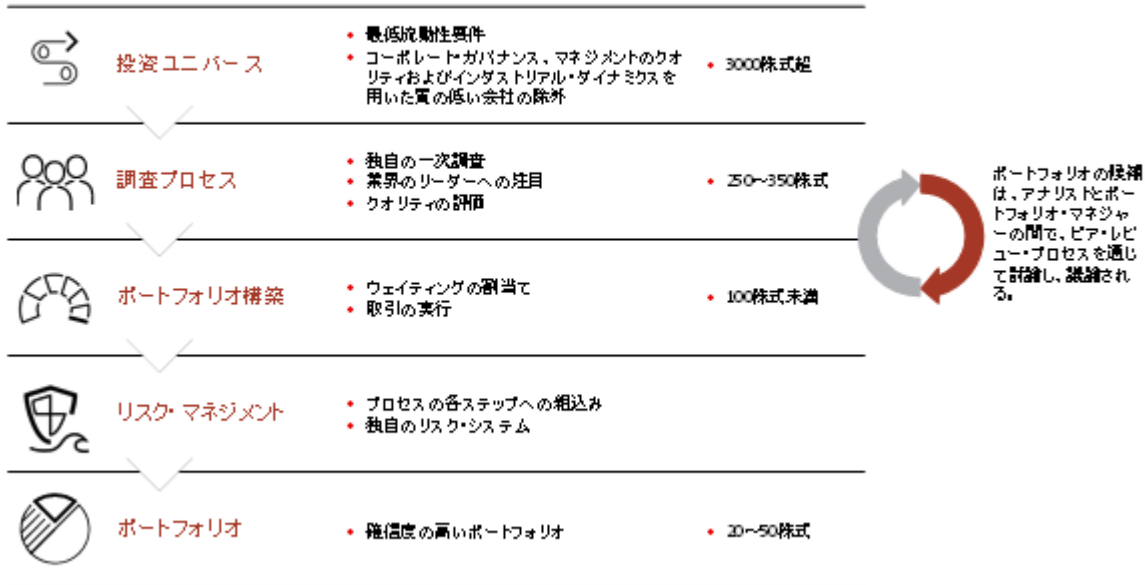 投資ユニバース
• 最低流動性要件
• コーポレート・ガバナンス、マネジメントのクオ
リティおよびインダストリアル・ダイナミクスを
用いた質の低い会社の除外
• 3000株式超
調査プロセス
• 独自の一次調査
• 業界のリーダーへの注目
• クオリティの評価
• 250～350株式
ポートフォリオの候補
は、アナリストとポー
トフォリオ・マネジャ
ーの間で、ピア・レビ
ュー・プロセスを通じ
て討論し、議論され
る。
ポートフォリオ構築
• ウェイティングの割当て
• 取引の実行
• 100株式未満
リスク・マネジメント
• プロセスの各ステップへの組込み
• 独自のリスク・システム
ポートフォリオ
• 確信度の高いポートフォリオ
• 20～50株式